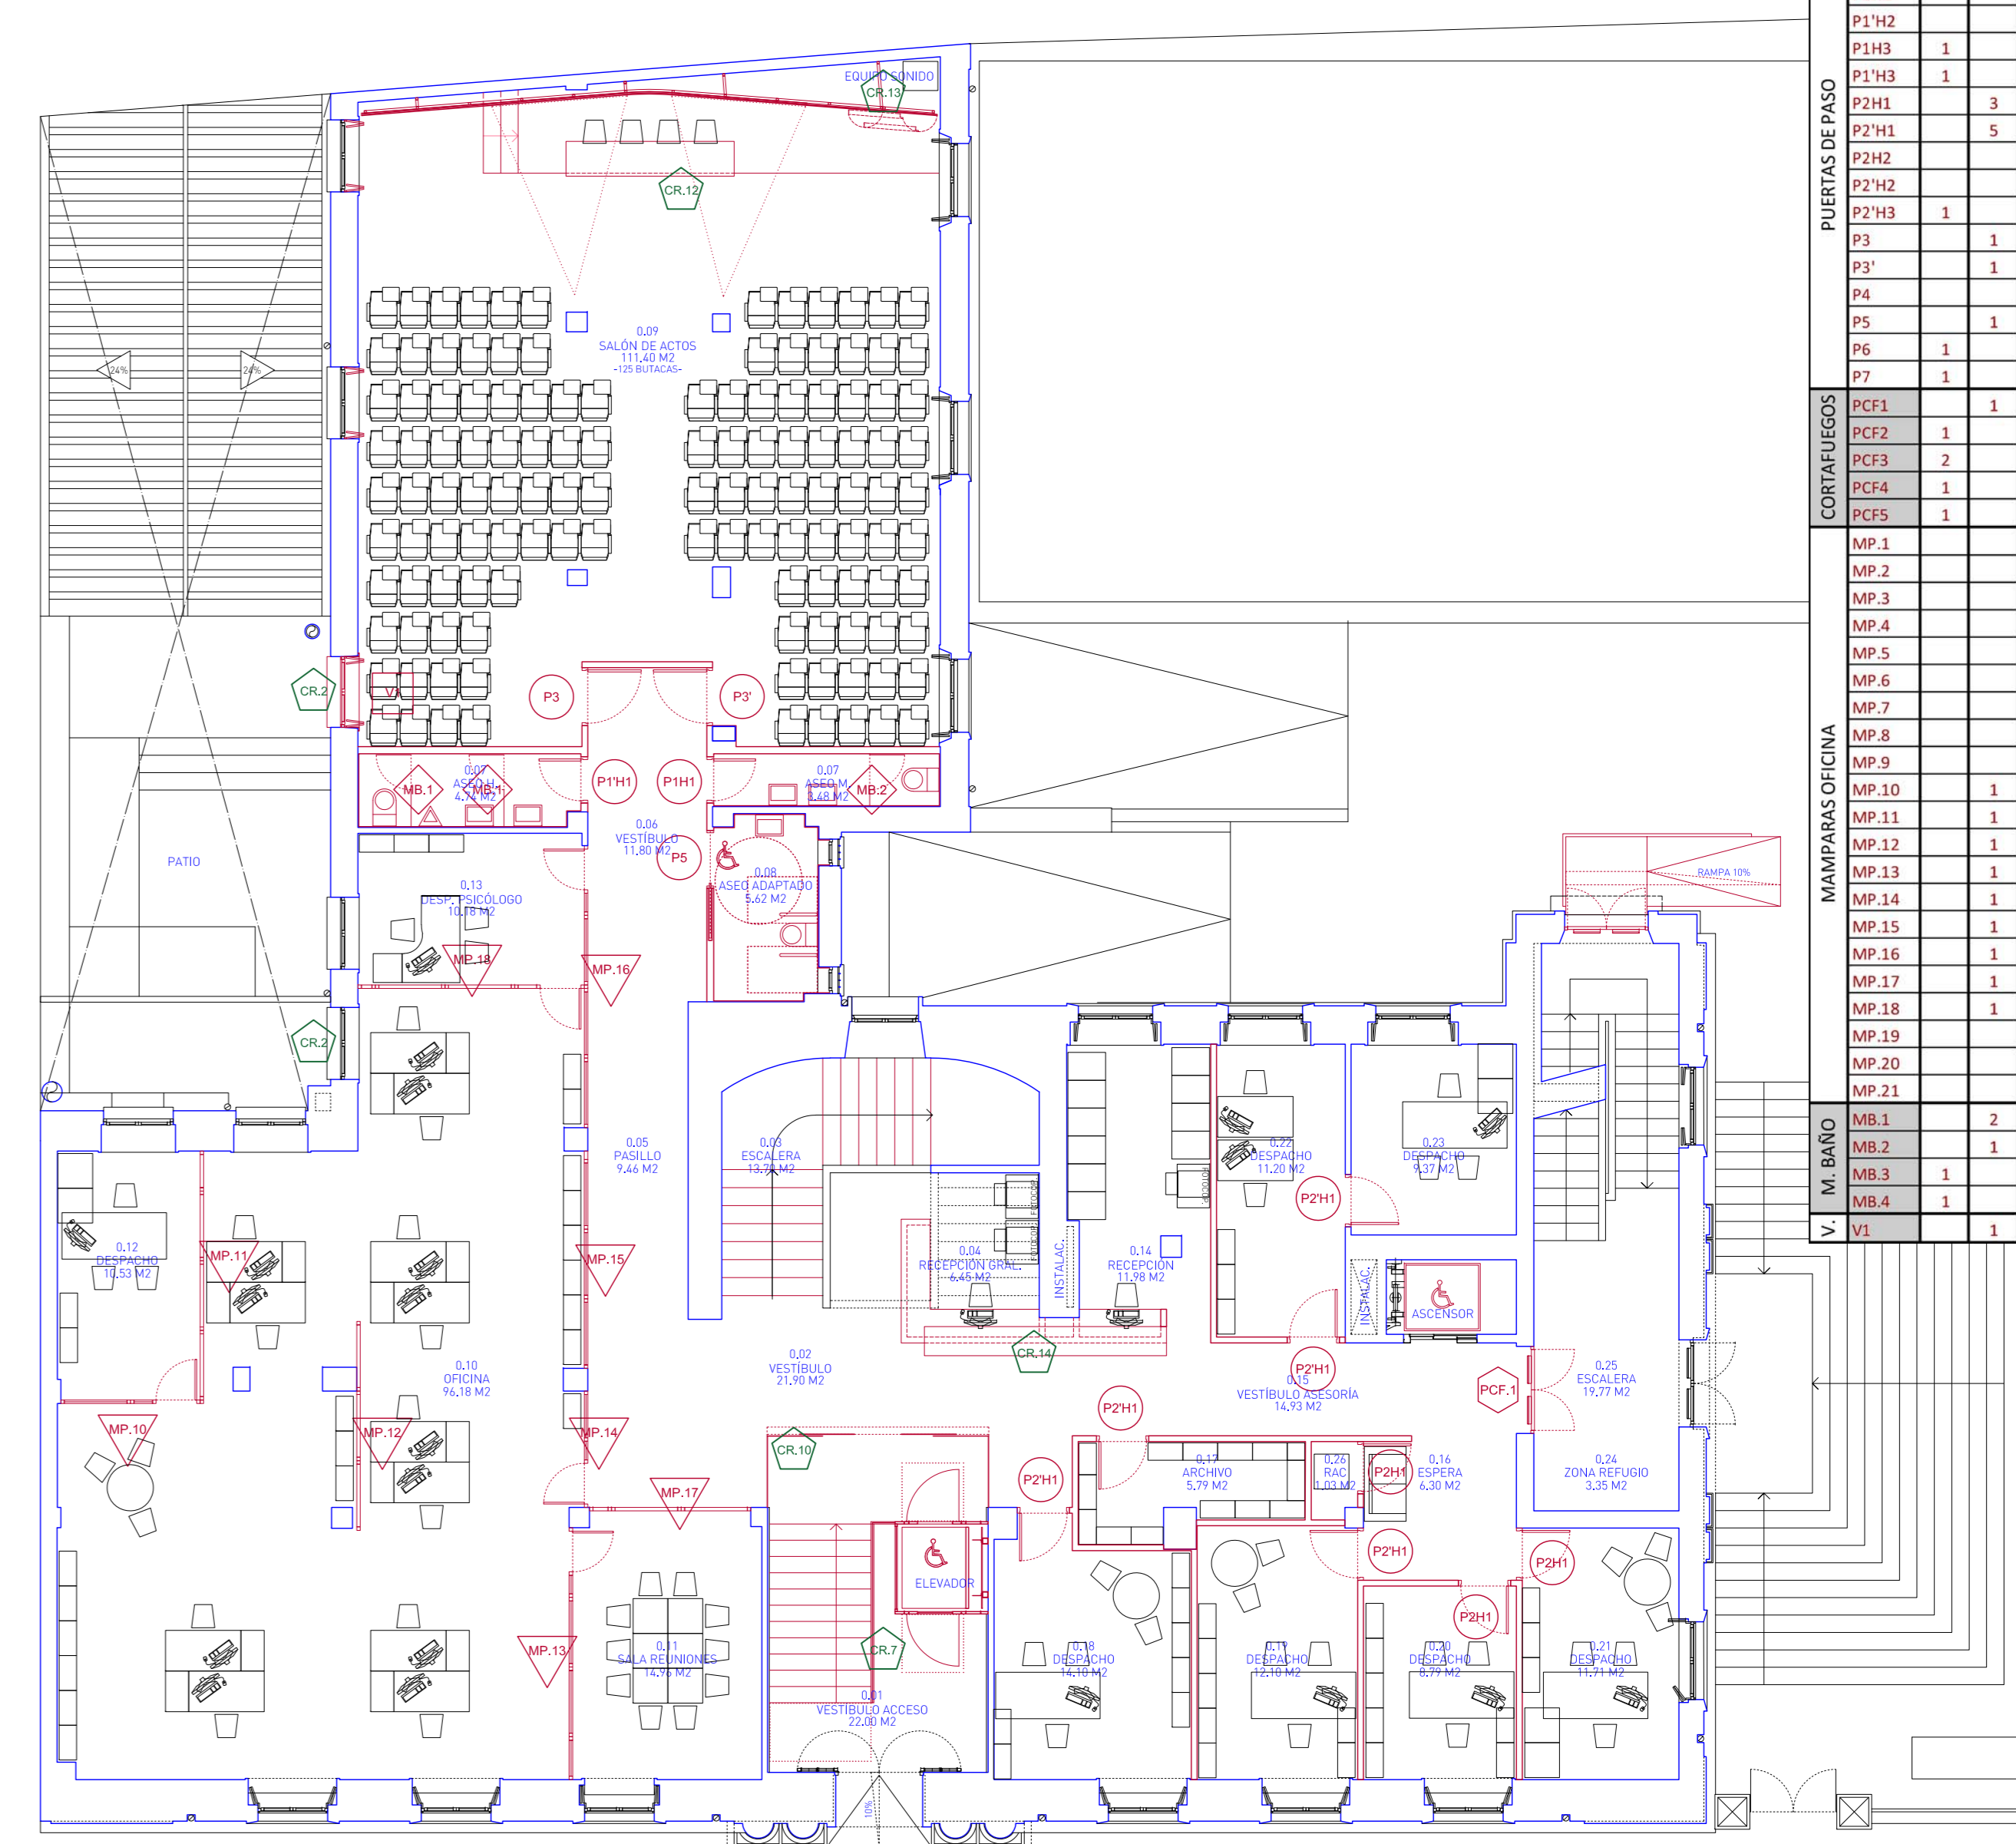 EQUIPO SONIDO
CR.13
CR.12
0.09
SALÓN DE ACTOS
111.40 M2
-125 BUTACAS-
24%
24%
CR.2
V1
P3
P3'
0.07
ASEO H.
4.74 M2
MB.1
MB.1
P1'H1
P1H1
0.07
ASEO M.
3.48 M2
MB.2
0.06
VESTÍBULO
11.80 M2
P5
0.08
ASEO ADAPTADO
5.62 M2
PATIO
0.13
DESP. PSICÓLOGO
10.18 M2
MP.18
MP.16
RAMPA 10%
CR.2
0.05
PASILLO
9.46 M2
0.03
ESCALERA
13.70 M2
0.22
DESPACHO
11.20 M2
0.23
DESPACHO
9.37 M2
P2'H1
FOTOCOP.
FOTOCOP.
FOTOCOP.
0.12
DESPACHO
10.53 M2
MP.11
MP.15
0.04
RECEPCIÓN GRAL.
6.45 M2
INSTALAC.
0.14
RECEPCIÓN
11.98 M2
INSTALAC.
ASCENSOR
CR.14
0.02
VESTÍBULO
21.90 M2
0.10
OFICINA
96.18 M2
P2'H1
0.15
VESTÍBULO ASESORÍA
14.93 M2
PCF.1
0.25
ESCALERA
19.77 M2
MP.10
MP.12
MP.14
CR.10
P2'H1
MP.17
P2'H1
0.17
ARCHIVO
5.79 M2
0.26
RAC
1.03 M2
P2H1
0.16
ESPERA
6.30 M2
0.24
ZONA REFUGIO
3.35 M2
ELEVADOR
P2'H1
P2H1
P2H1
MP.13
0.11
SALA REUNIONES
14.96 M2
CR.7
0.18
DESPACHO
14.10 M2
0.19
DESPACHO
12.10 M2
0.20
DESPACHO
8.79 M2
0.21
DESPACHO
11.71 M2
0.01
VESTÍBULO ACCESO
22.00 M2
10%
PUERTAS DE PASO
P1'H2
P1H3 1
P1'H3 1
P2H1 3
P2'H1 5
P2H2
P2'H2
P2'H3 1
P3 1
P3' 1
P4
P5 1
P6 1
P7 1
CORTAFUEGOS
PCF1 1
PCF2 1
PCF3 2
PCF4 1
PCF5 1
MAMPARAS OFICINA
MP.1
MP.2
MP.3
MP.4
MP.5
MP.6
MP.7
MP.8
MP.9
MP.10 1
MP.11 1
MP.12 1
MP.13 1
MP.14 1
MP.15 1
MP.16 1
MP.17 1
MP.18 1
MP.19
MP.20
MP.21
M. BAÑO
MB.1 2
MB.2 1
MB.3 1
MB.4 1
V.
V1 1